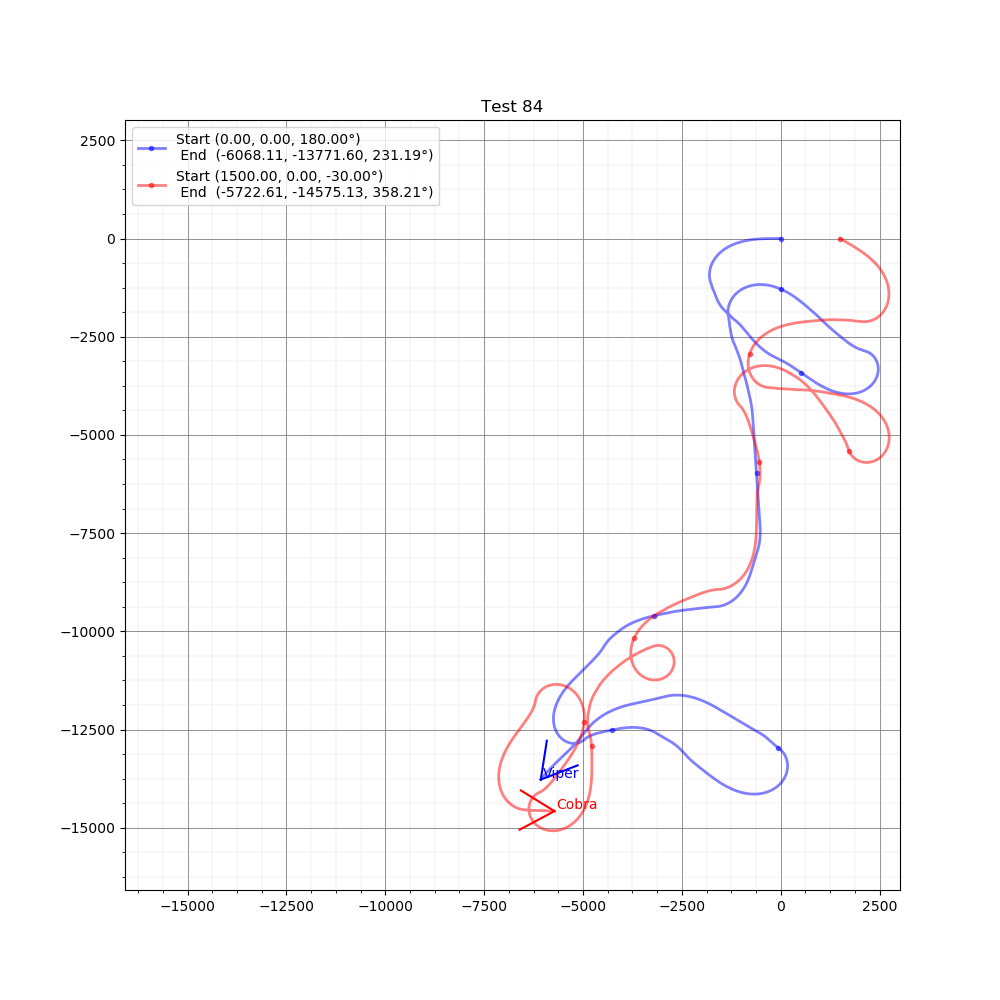 Test 84
Start (0.00, 0.00, 180.00°)
End (-6068.11, -13771.60, 231.19°)
Start (1500.00, 0.00, -30.00°)
End (-5722.61, -14575.13, 358.21°)
2500
0
−2500
−5000
−7500
−10000
−12500
−15000
Viper
Cobra
−15000 −12500 −10000 −7500 −5000 −2500 0 2500